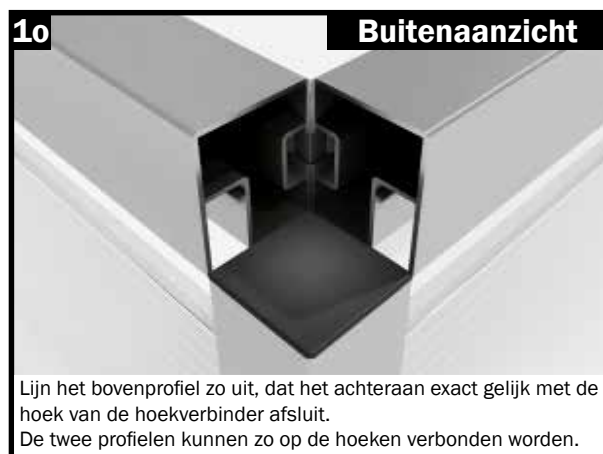 1o
Buitenaanzicht
Lijn het bovenprofiel zo uit, dat het achteraan exact gelijk met de
hoek van de hoekverbinder afsluit.
De twee profielen kunnen zo op de hoeken verbonden worden.